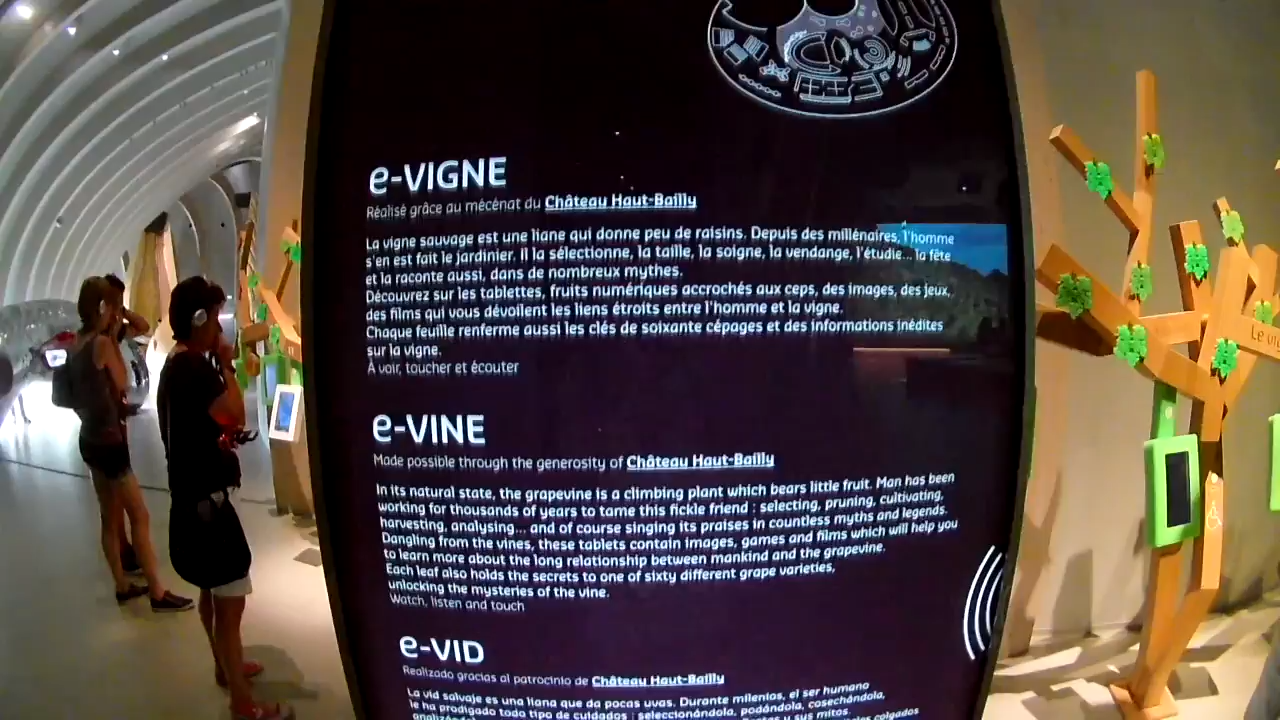 e-VIGNE
Réalisé grâce au mécénat du Château Haut-Bailly
La vigne sauvage est une liane qui donne peu de raisins. Depuis des millénaires, l'homme
s'en est fait le jardinier. Il la sélectionne, la taille, la soigne, la vendange, l'étudie... la fête
et la raconte aussi, dans de nombreux mythes.
Découvrez sur les tablettes, fruits numériques accrochés aux ceps, des images, des jeux,
des films qui vous dévoilent les liens étroits entre l'homme et la vigne.
Chaque feuille renferme aussi les clés de soixante cépages et des informations inédites
sur la vigne.
À voir, toucher et écouter
e-VINE
Made possible through the generosity of Château Haut-Bailly
In its natural state, the grapevine is a climbing plant which bears little fruit. Man has been
working for thousands of years to tame this fickle friend : selecting, pruning, cultivating,
harvesting, analysing... and of course singing its praises in countless myths and legends.
Dangling from the vines, these tablets contain images, games and films which will help you
to learn more about the long relationship between mankind and the grapevine.
Each leaf also holds the secrets to one of sixty different grape varieties,
unlocking the mysteries of the vine.
Watch, listen and touch
e-VID
Realizado gracias al patrocinio de Château Haut-Bailly
La vid salvaje es una liana que da pocas uvas. Durante milenios, el ser humano
le ha prodigado todo tipo de cuidados : seleccionándola, podándola, cosechándola,
y sus mitos.
colgados
Le